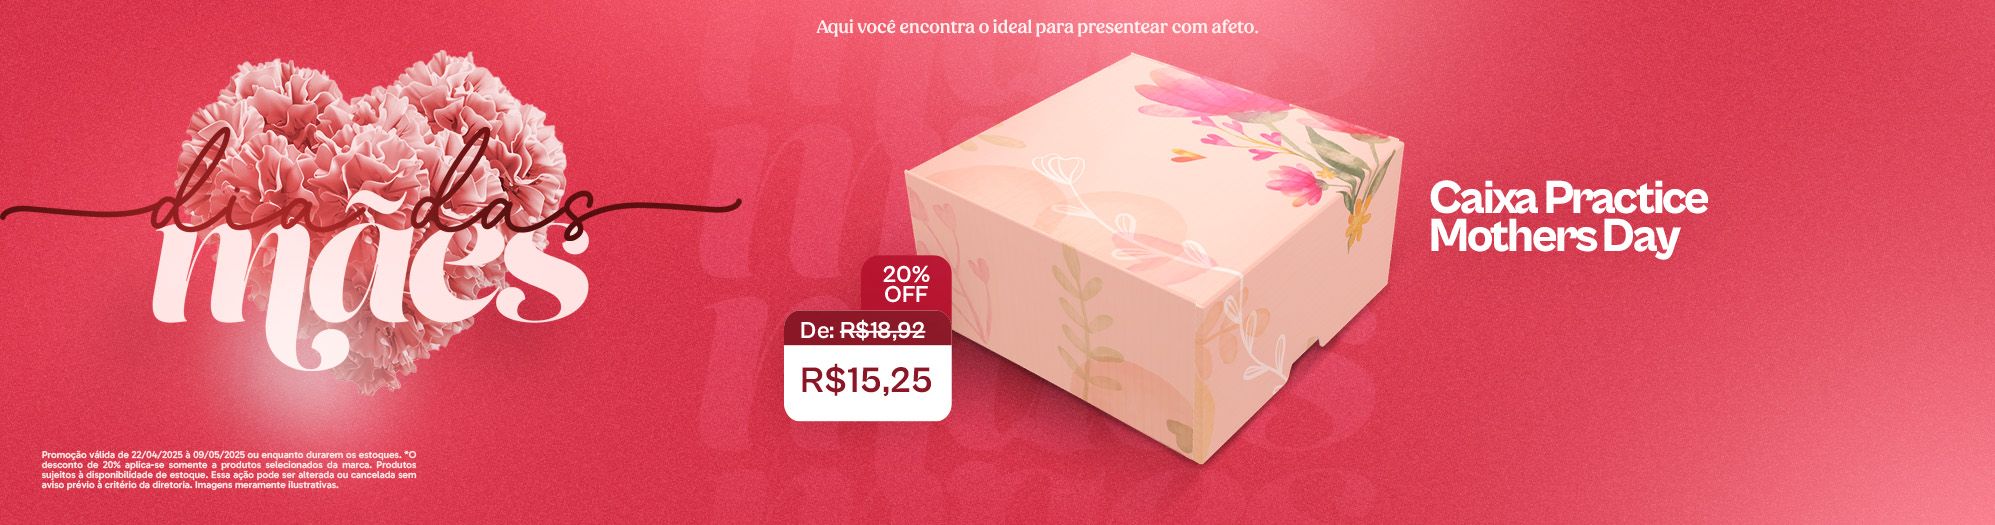 Aqui você encontra o ideal para presentear com afeto.
dia das
mães
Caixa Practice
Mothers Day
20%
OFF
De: R$18,92
R$15,25
Promoção válida de 22/04/2025 à 09/05/2025 ou enquanto durarem os estoques. *O
desconto de 20% aplica-se somente a produtos selecionados da marca. Produtos
sujeitos à disponibilidade de estoque. Essa ação pode ser alterada ou cancelada sem
aviso prévio à critério da diretoria. Imagens meramente ilustrativas.